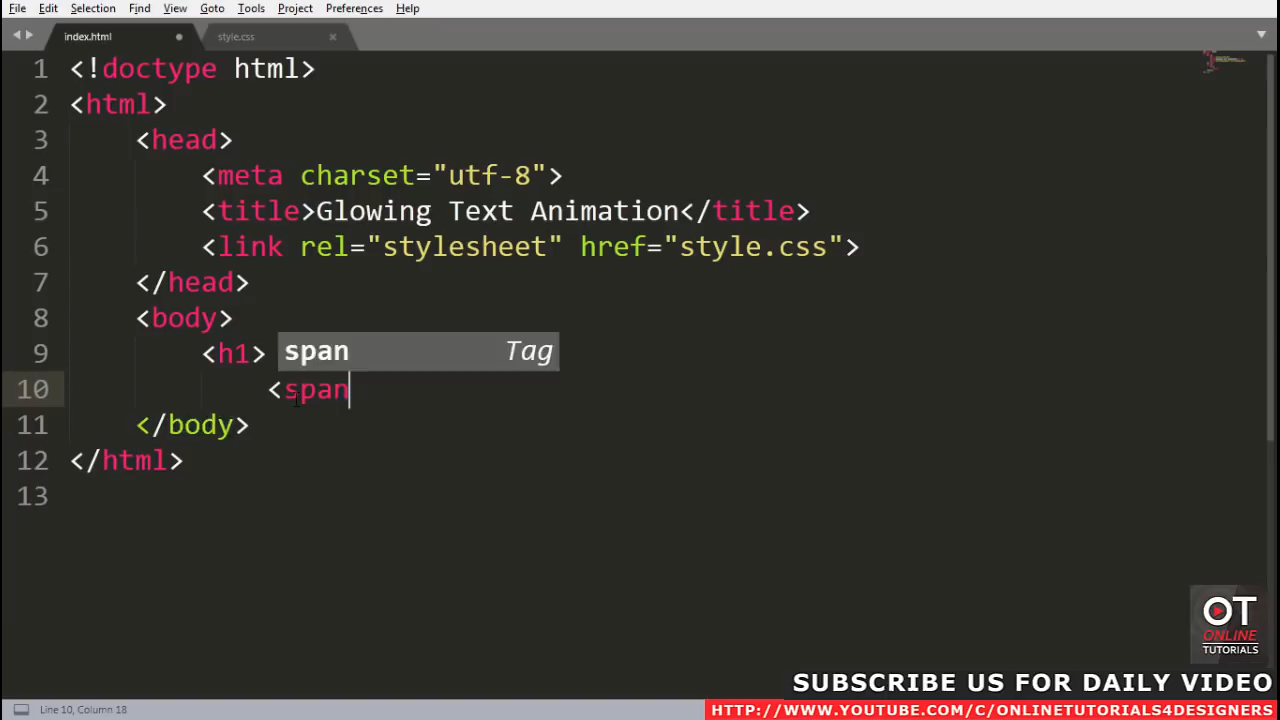 File Edit Selection Find View Goto Tools Project Preferences Help
index.html style.css
1 <!doctype html>
2 <html>
3 <head>
4 <meta charset="utf-8">
5 <title>Glowing Text Animation</title>
6 <link rel="stylesheet" href="style.css">
7 </head>
8 <body>
9 <h1> span Tag
10 <span
11 </body>
12 </html>
13
OT
ONLINE
TUTORIALS
SUBSCRIBE US FOR DAILY VIDEO
Line 10, Column 18
HTTP://WWW.YOUTUBE.COM/C/ONLINETUTORIALS4DESIGNERS